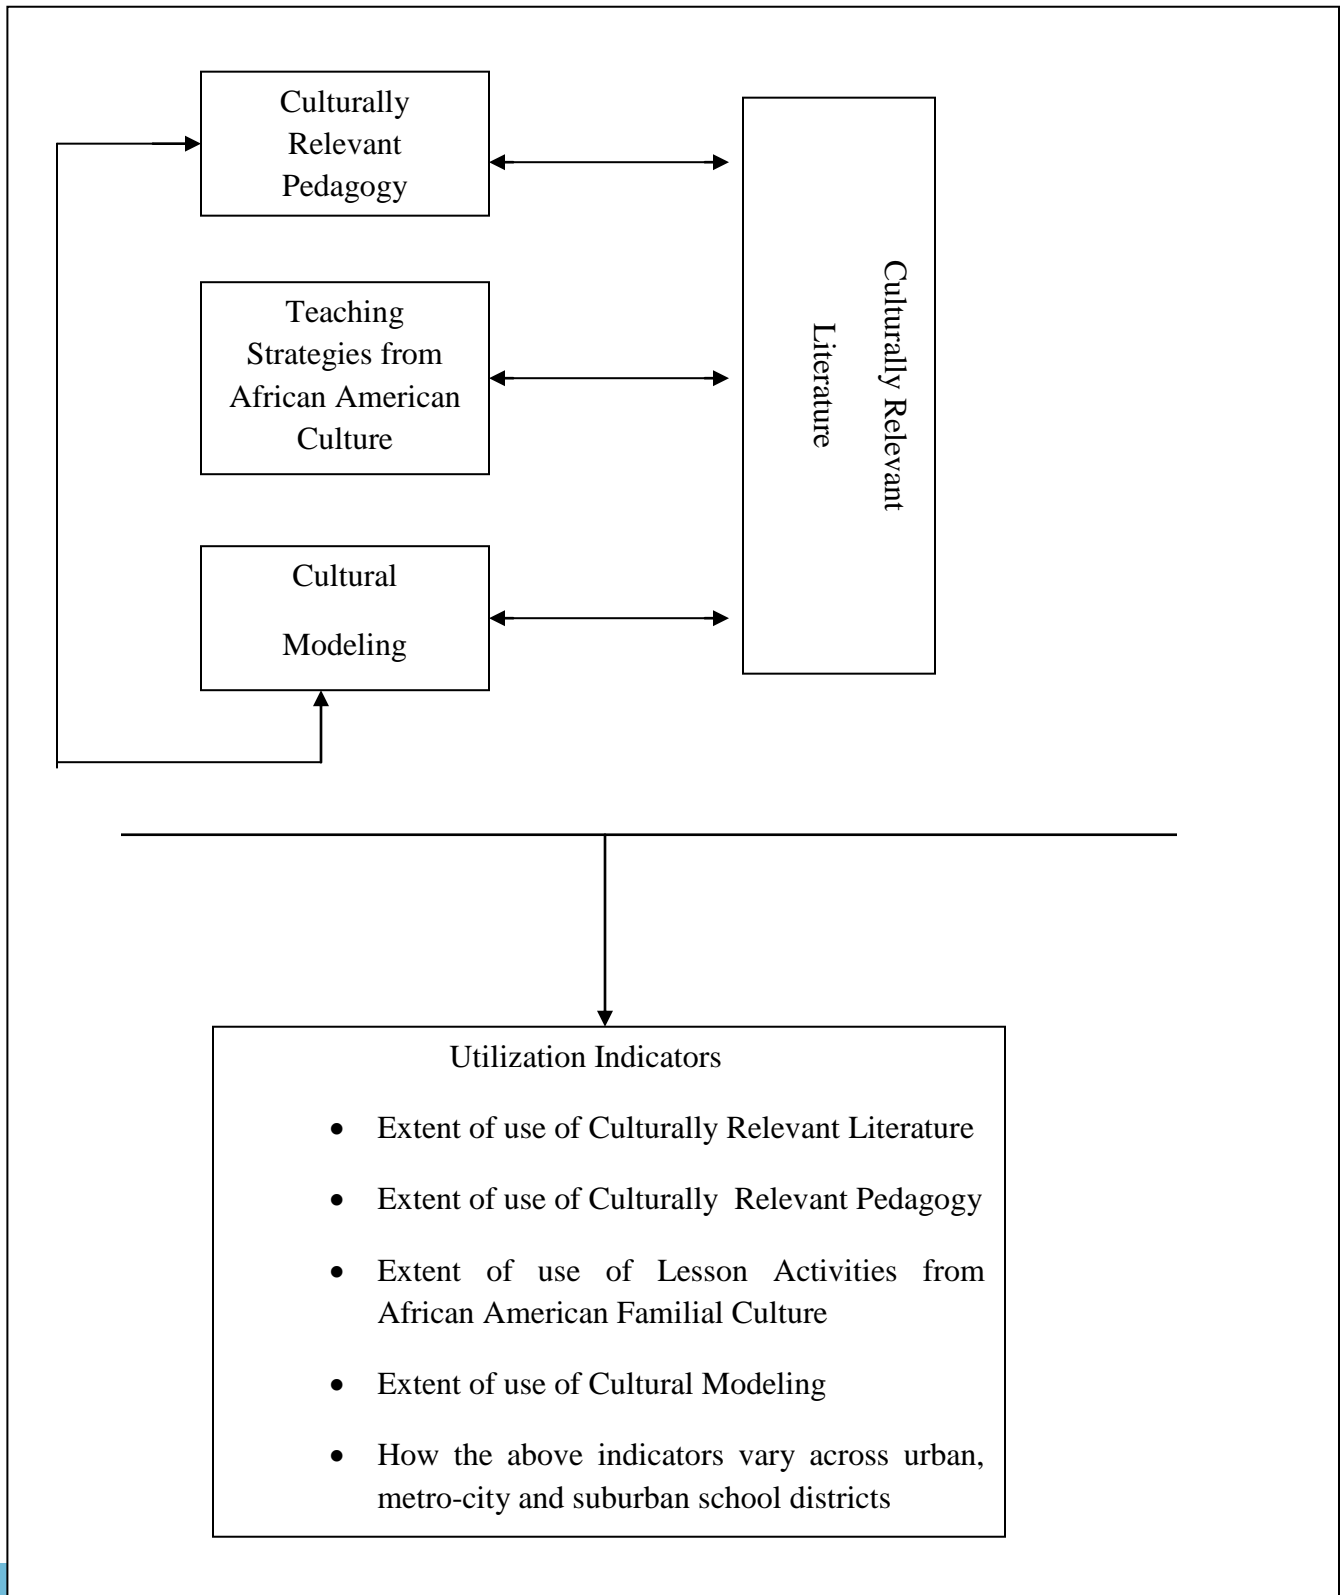 Culturally
Relevant
Pedagogy
Teaching
Strategies from
African American
Culture
Cultural
Modeling
Culturally Relevant
Literature
Utilization Indicators
• Extent of use of Culturally Relevant Literature
• Extent of use of Culturally Relevant Pedagogy
• Extent of use of Lesson Activities from
African American Familial Culture
• Extent of use of Cultural Modeling
• How the above indicators vary across urban,
metro-city and suburban school districts